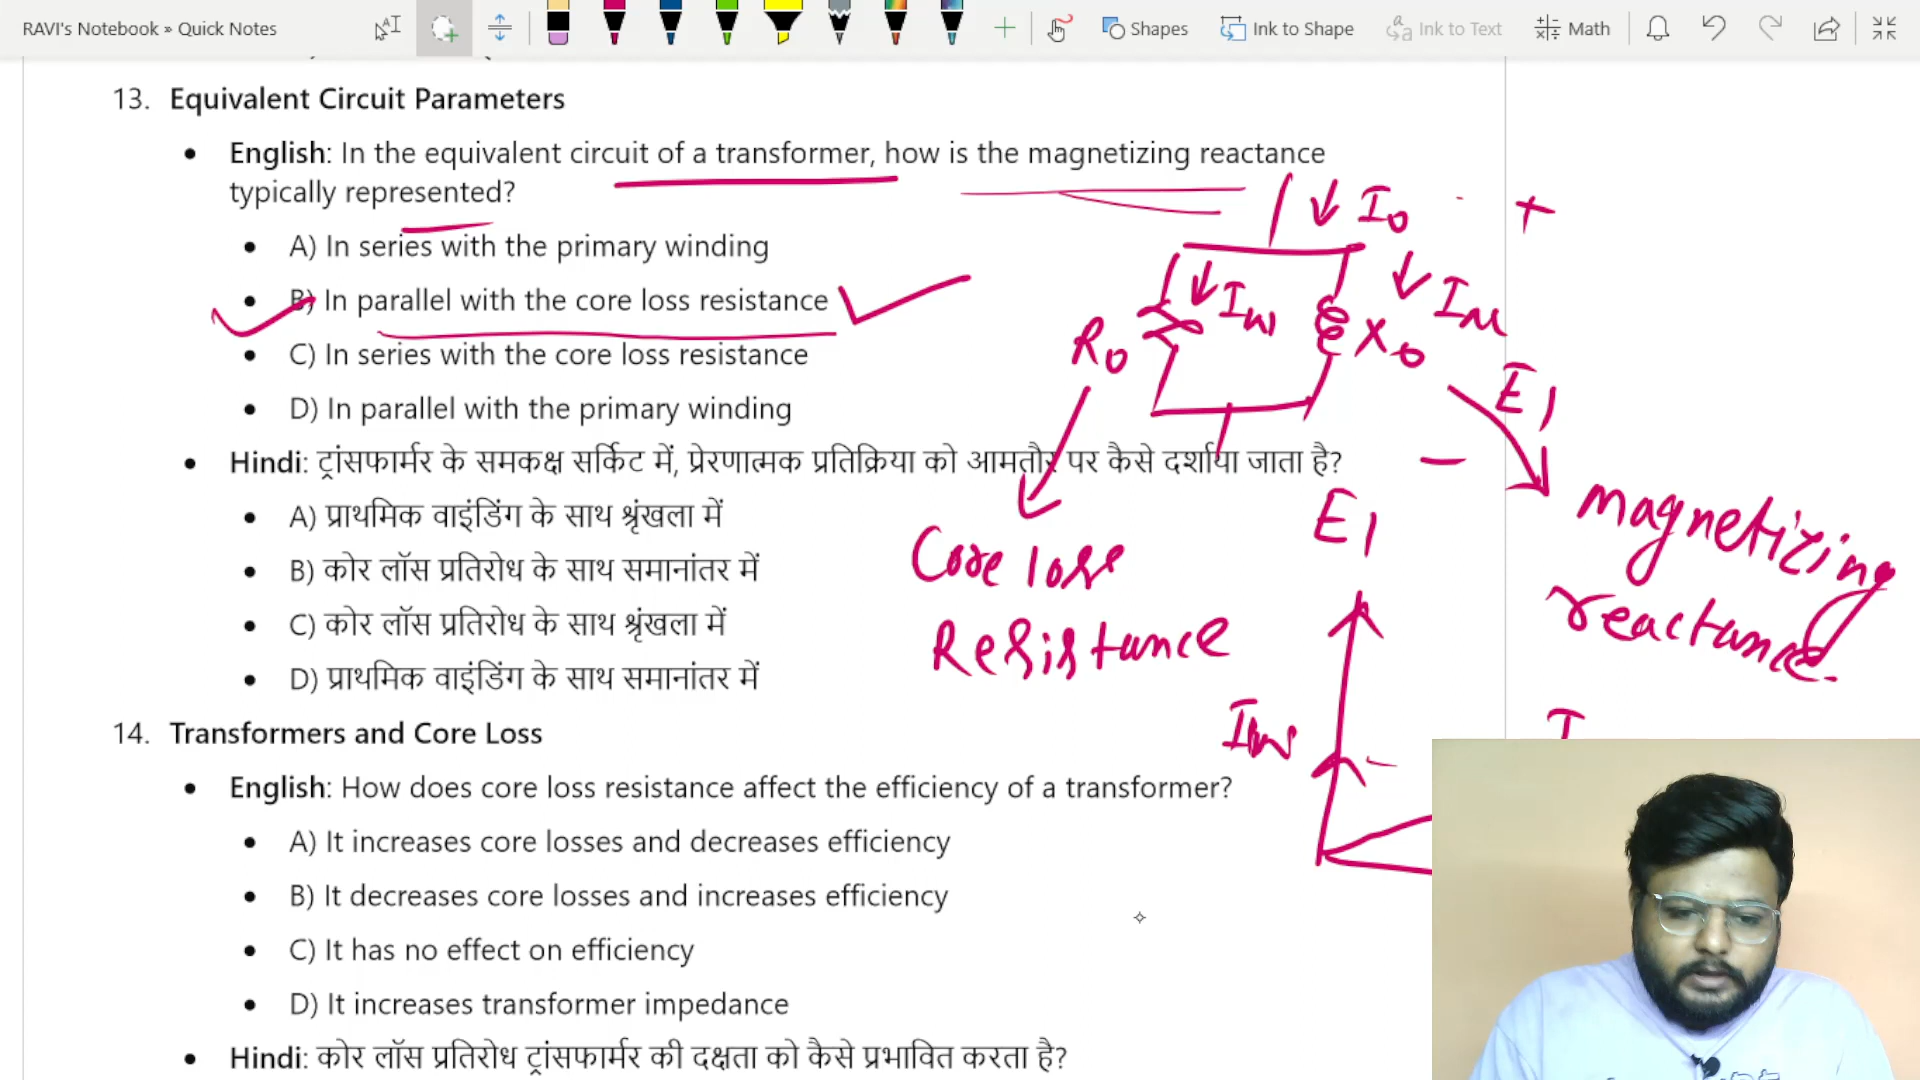 RAVI's Notebook » Quick Notes
Shapes
Ink to Shape
Ink to Text
Math
13. Equivalent Circuit Parameters
• English: In the equivalent circuit of a transformer, how is the magnetizing reactance
typically represented?
• A) In series with the primary winding
• B) In parallel with the core loss resistance
• C) In series with the core loss resistance
• D) In parallel with the primary winding
• Hindi: ट्रांसफार्मर के समकक्ष सर्किट में, प्रेरणात्मक प्रतिक्रिया को आमतौर पर कैसे दर्शाया जाता है?
• A) प्राथमिक वाइंडिंग के साथ श्रृंखला में
• B) कोर लॉस प्रतिरोध के साथ समानांतर में
• C) कोर लॉस प्रतिरोध के साथ श्रृंखला में
• D) प्राथमिक वाइंडिंग के साथ समानांतर में
14. Transformers and Core Loss
• English: How does core loss resistance affect the efficiency of a transformer?
• A) It increases core losses and decreases efficiency
• B) It decreases core losses and increases efficiency
• C) It has no effect on efficiency
• D) It increases transformer impedance
• Hindi: कोर लॉस प्रतिरोध ट्रांसफार्मर की दक्षता को कैसे प्रभावित करता है?
I0
+
Iw
IM
R0
X0
E1
-
Core loss
Resistance
magnetizing
reactance
E1
Iw
I